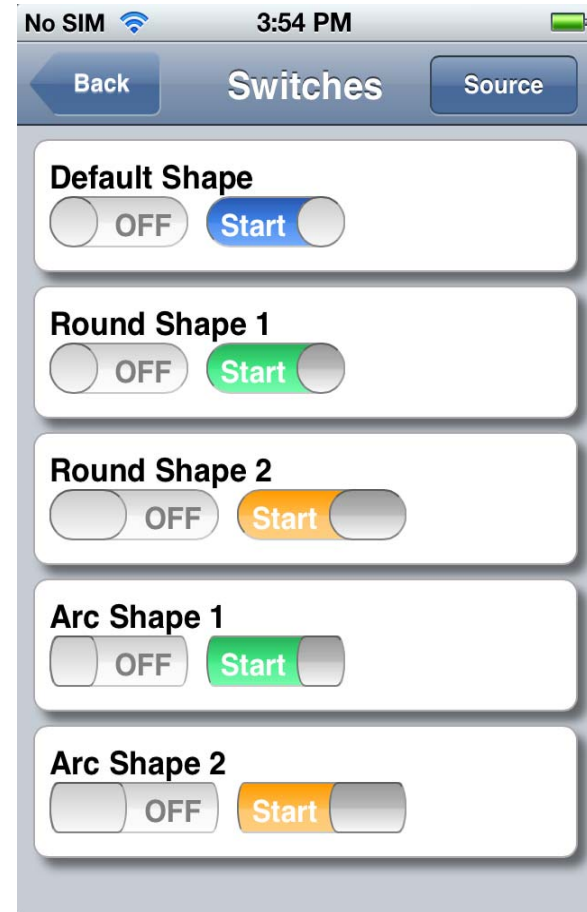 No SIM 3:54 PM
Back Switches Source
Default Shape
OFF Start
Round Shape 1
OFF Start
Round Shape 2
OFF Start
Arc Shape 1
OFF Start
Arc Shape 2
OFF Start